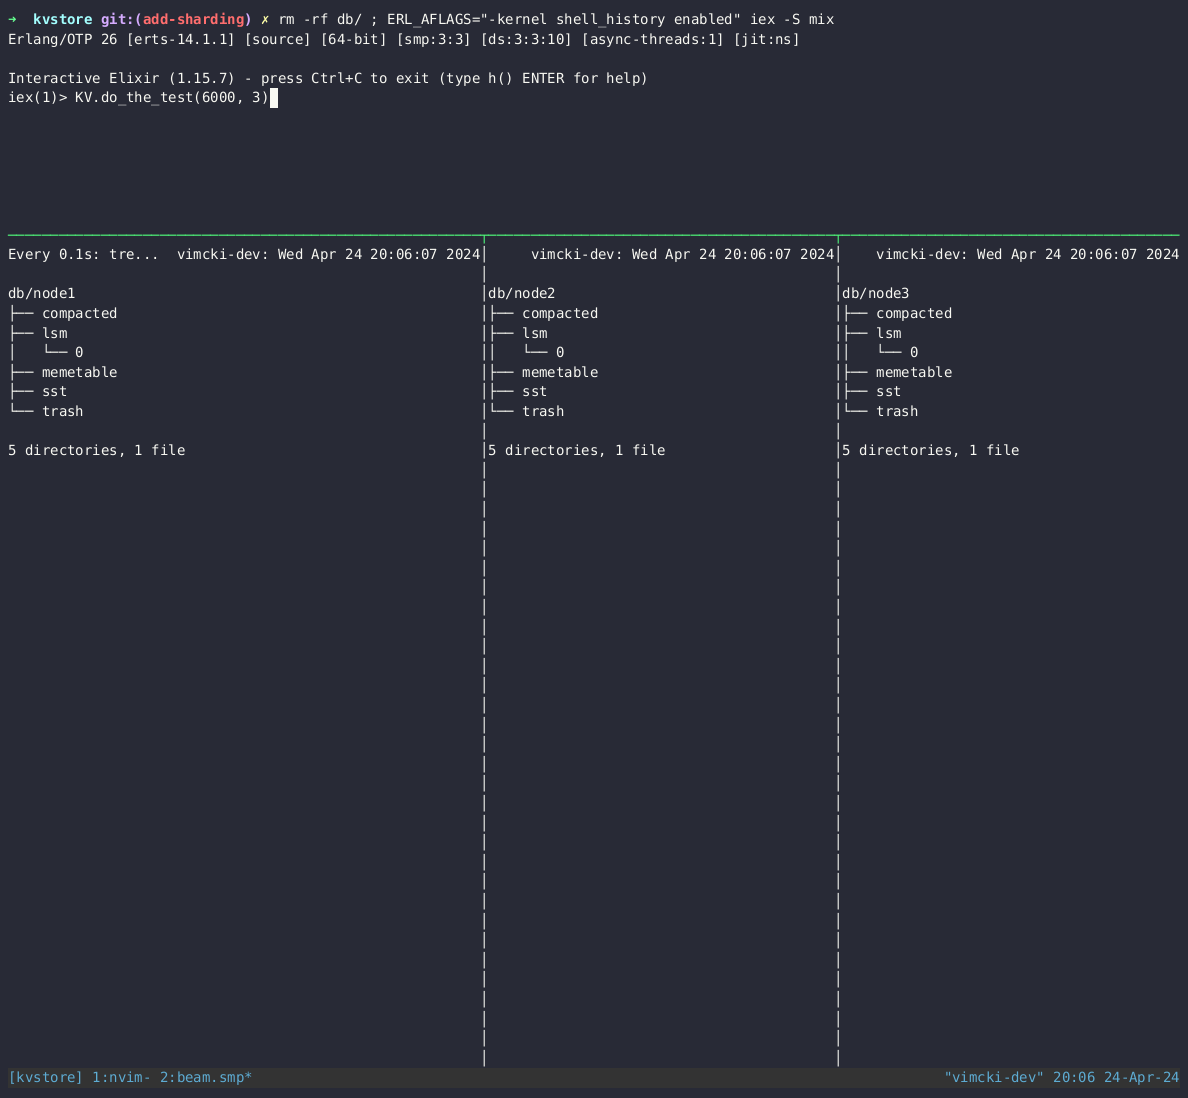 ➜  kvstore git:(add-sharding) ✗ rm -rf db/ ; ERL_AFLAGS="-kernel shell_history enabled" iex -S mix
Erlang/OTP 26 [erts-14.1.1] [source] [64-bit] [smp:3:3] [ds:3:3:10] [async-threads:1] [jit:ns]
Interactive Elixir (1.15.7) - press Ctrl+C to exit (type h() ENTER for help)
iex(1)> KV.do_the_test(6000, 3)
Every 0.1s: tre...  vimcki-dev: Wed Apr 24 20:06:07 2024
db/node1
├── compacted
├── lsm
│   └── 0
├── memetable
├── sst
└── trash
5 directories, 1 file
vimcki-dev: Wed Apr 24 20:06:07 2024
db/node2
├── compacted
├── lsm
│   └── 0
├── memetable
├── sst
└── trash
5 directories, 1 file
vimcki-dev: Wed Apr 24 20:06:07 2024
db/node3
├── compacted
├── lsm
│   └── 0
├── memetable
├── sst
└── trash
5 directories, 1 file
[kvstore] 1:nvim- 2:beam.smp*
"vimcki-dev" 20:06 24-Apr-24